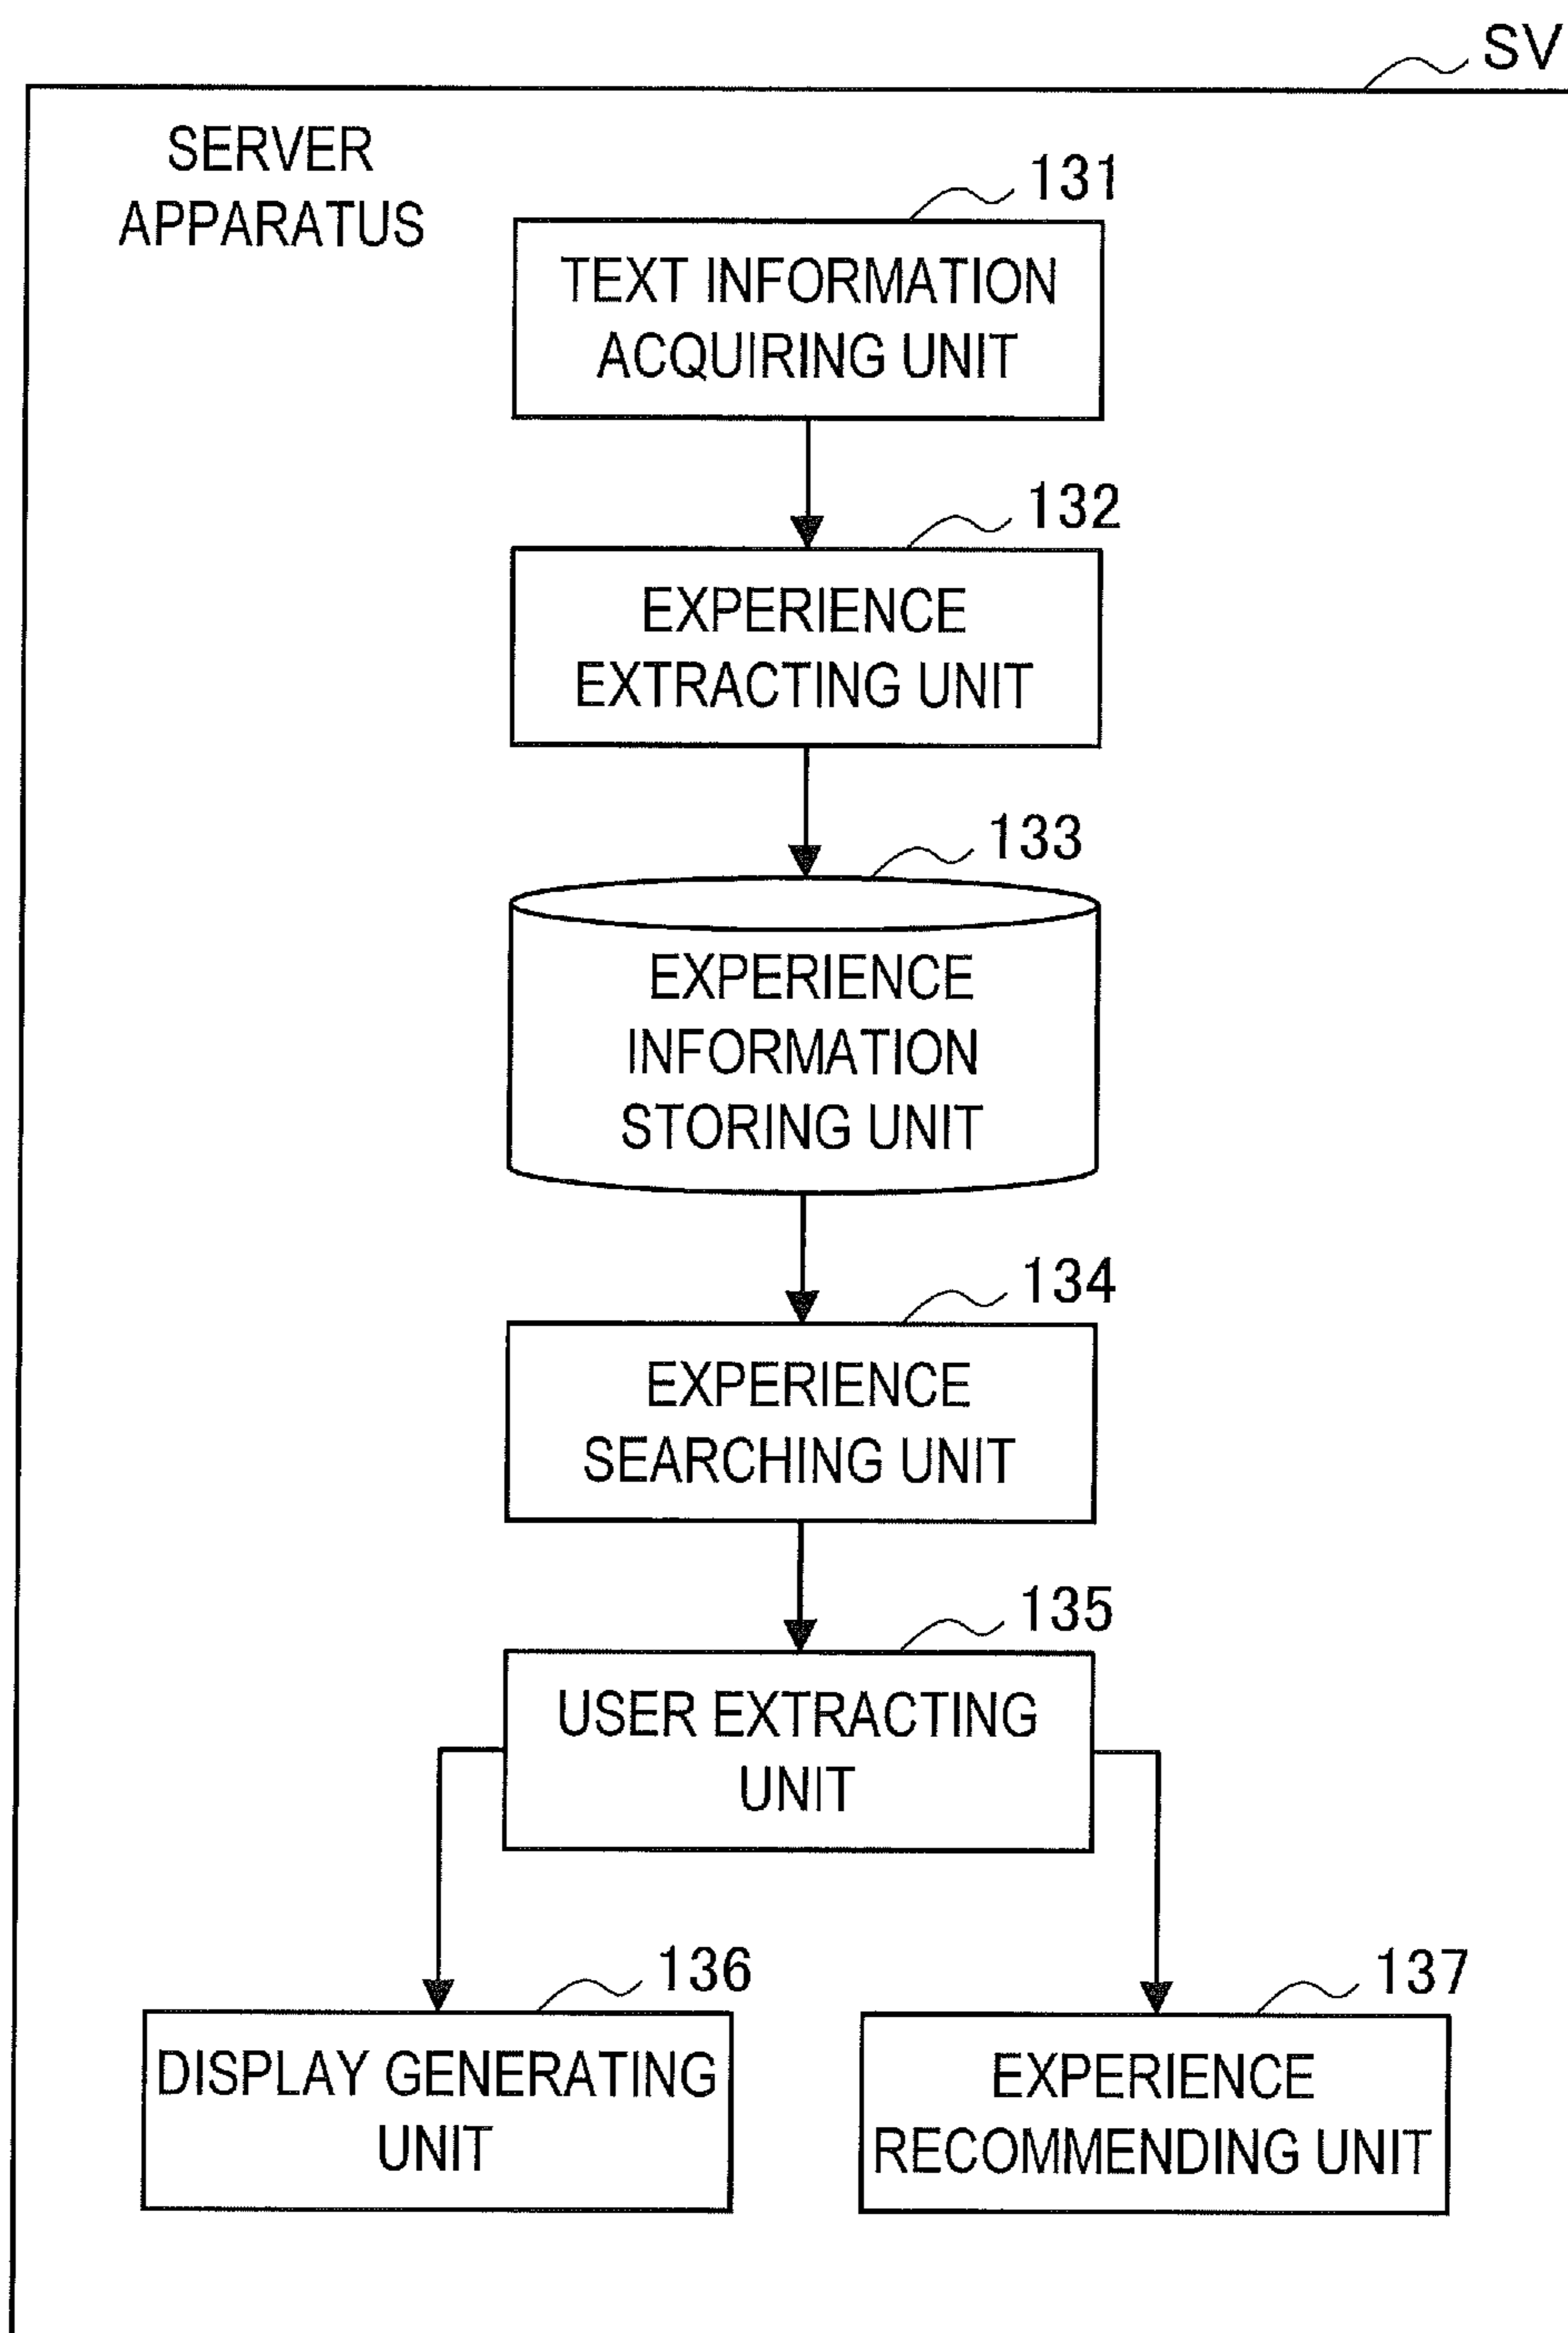 SV
SERVER
APPARATUS
131
TEXT INFORMATION
ACQUIRING UNIT
132
EXPERIENCE
EXTRACTING UNIT
133
EXPERIENCE
INFORMATION
STORING UNIT
134
EXPERIENCE
SEARCHING UNIT
135
USER EXTRACTING
UNIT
136
DISPLAY GENERATING
UNIT
137
EXPERIENCE
RECOMMENDING UNIT